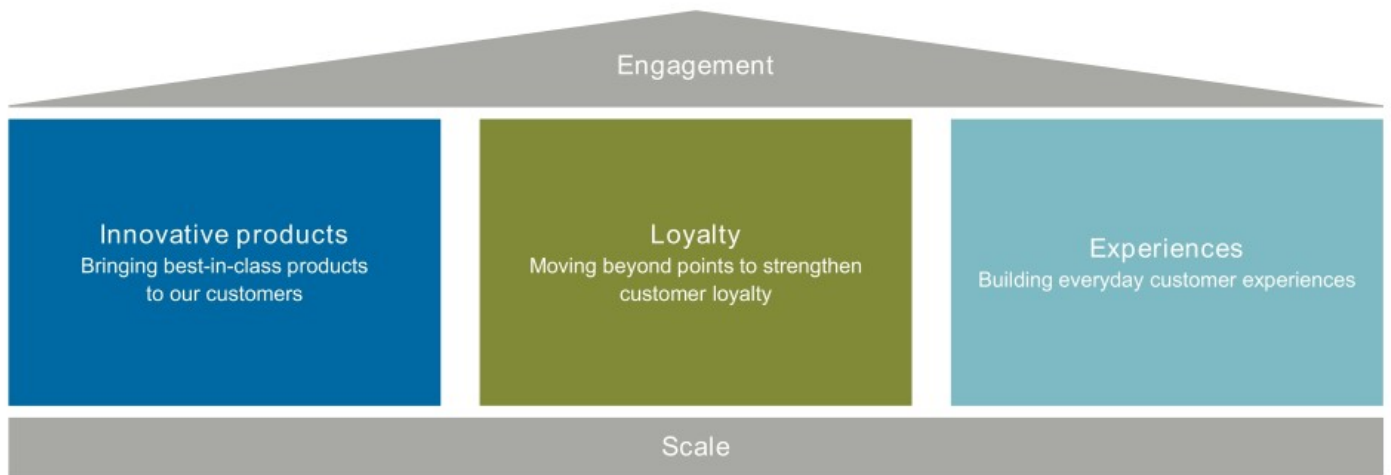 Engagement
Innovative products
Bringing best-in-class products
to our customers
Loyalty
Moving beyond points to strengthen
customer loyalty
Experiences
Building everyday customer experiences
Scale